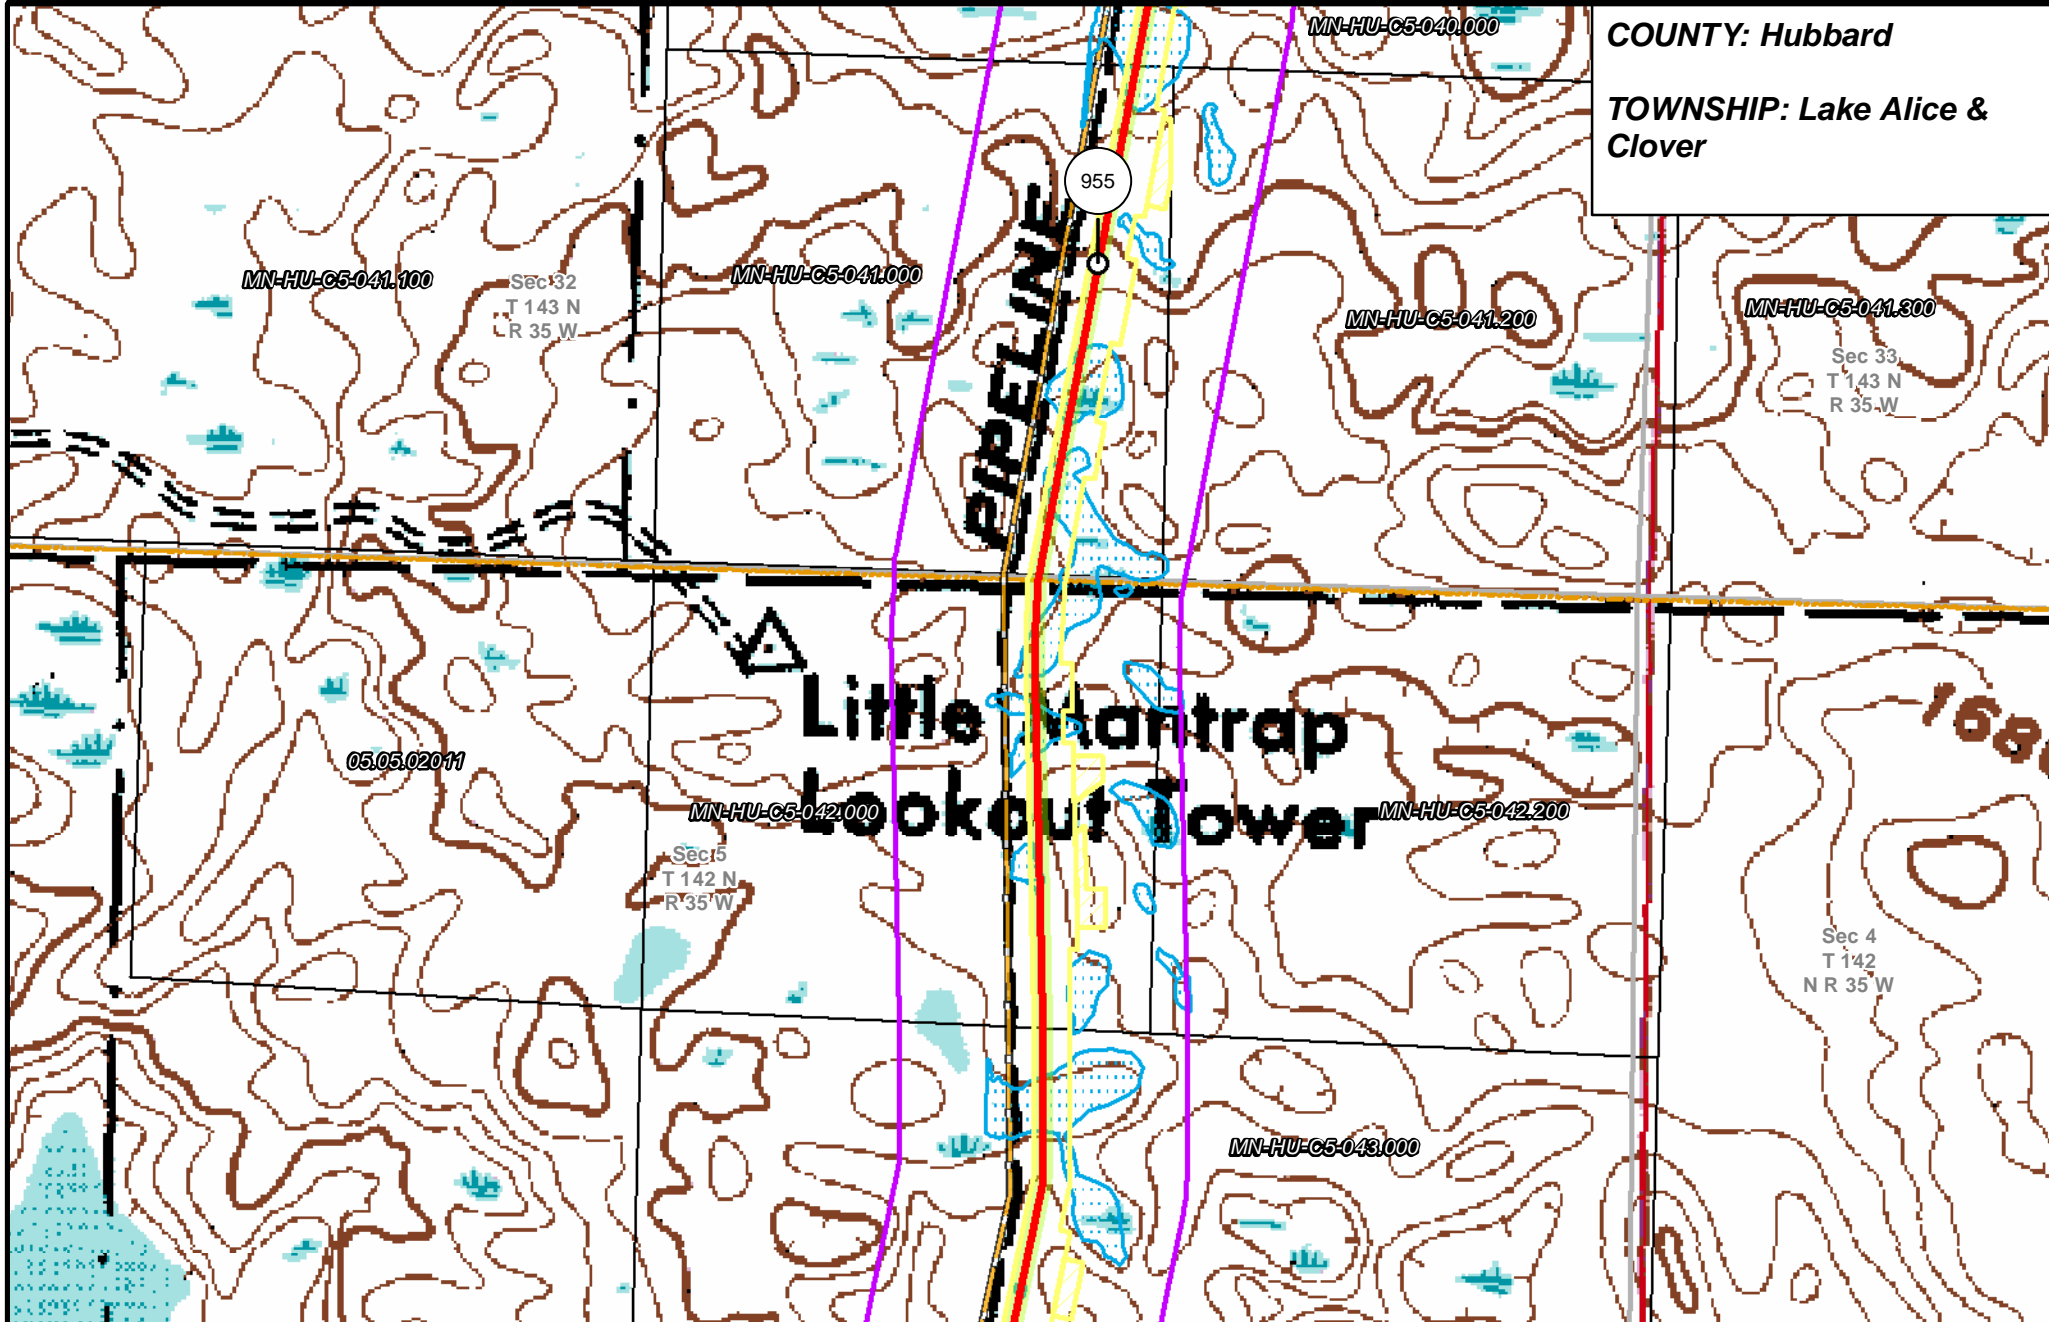 MN-HU-C5-040.000
COUNTY: Hubbard
TOWNSHIP: Lake Alice &
Clover
955
PIPELINE
MN-HU-C5-041.100
Sec 32
T 143 N
R 35 W
MN-HU-C5-041.000
MN-HU-C5-041.200
MN-HU-C5-041.300
Sec 33
T 143 N
R 35 W
Little Mantrap
Lookout Tower
05.05.02011
MN-HU-C5-042.000
MN-HU-C5-042.200
Sec 5
T 142 N
R 35 W
Sec 4
T 142
N R 35 W
MN-HU-C5-043.000